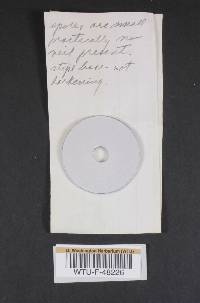 spores are small
practically no
veil present.
stipe base - not
darkening.
U. Washington Herbarium (WTU)
WTU-F-48226